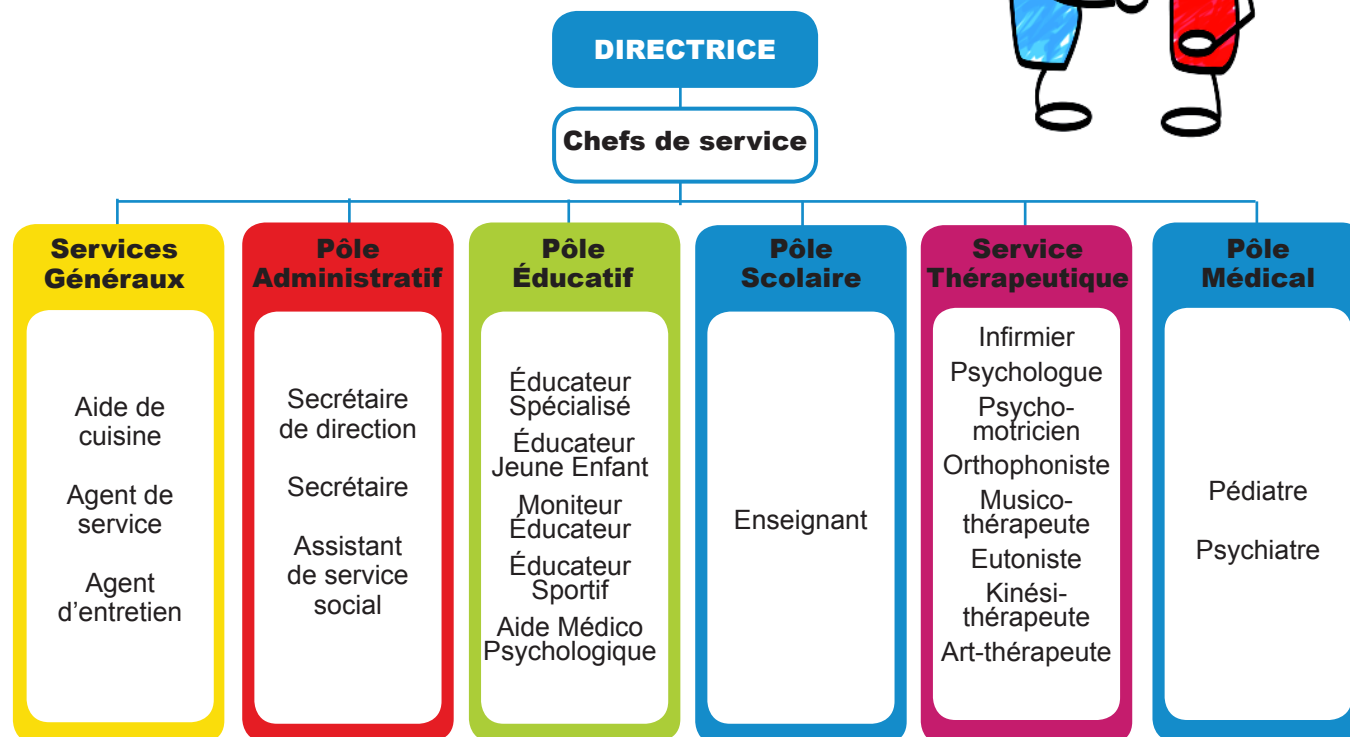 DIRECTRICE
Chefs de service
Services
Généraux
Aide de
cuisine
Agent de
service
Agent
d’entretien
Pôle
Administratif
Secrétaire
de direction
Secrétaire
Assistant
de service
social
Pôle
Éducatif
Éducateur
Spécialisé
Éducateur
Jeune Enfant
Moniteur
Éducateur
Éducateur
Sportif
Aide Médico
Psychologique
Pôle
Scolaire
Enseignant
Service
Thérapeutique
Infirmier
Psychologue
Psycho-
motricien
Orthophoniste
Musico-
thérapeute
Eutoniste
Kinési-
thérapeute
Art-thérapeute
Pôle
Médical
Pédiatre
Psychiatre